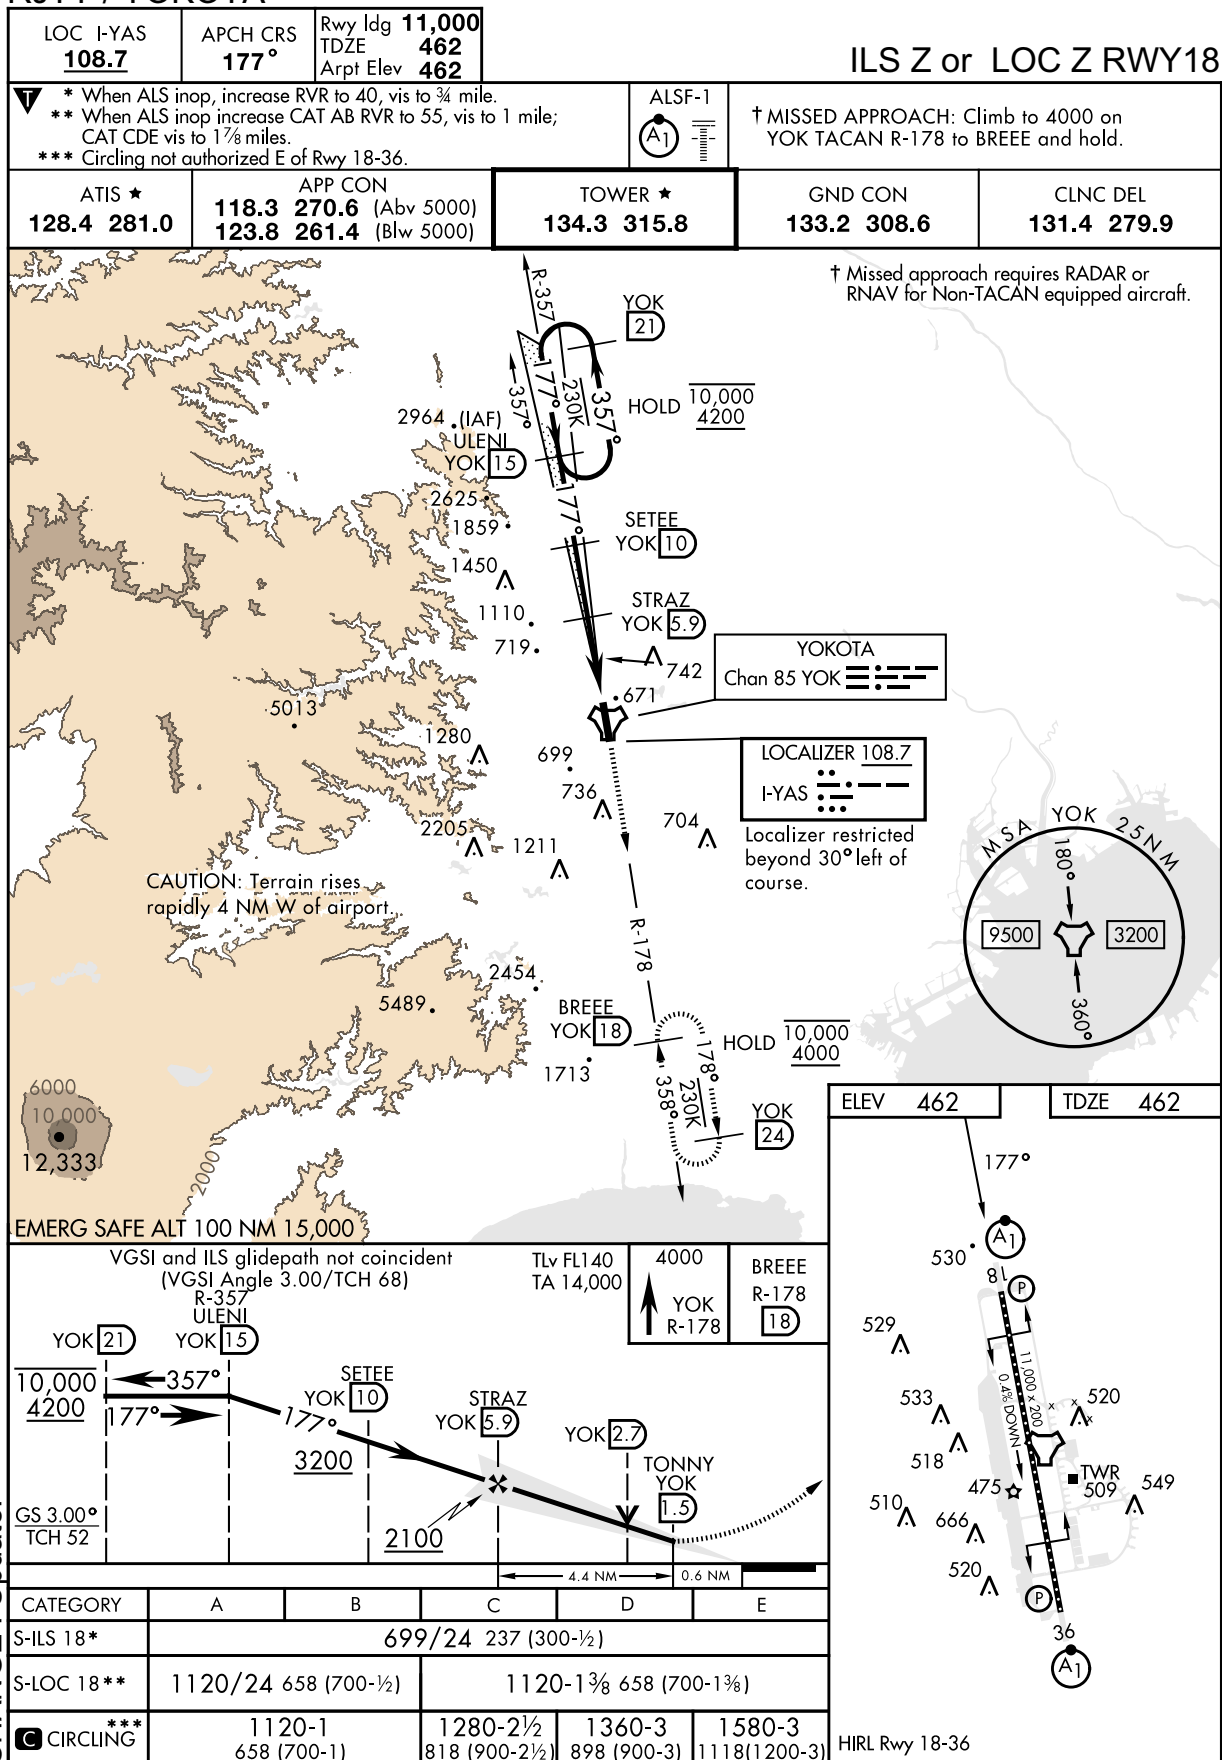 ILS Z or LOC Z RWY18
LOC I-YAS
108.7
APCH CRS
177°
Rwy ldg 11,000
TDZE 462
Arpt Elev 462
T
* When ALS inop, increase RVR to 40, vis to ¾ mile.
** When ALS inop increase CAT AB RVR to 55, vis to 1 mile;
CAT CDE vis to 1⅞ miles.
*** Circling not authorized E of Rwy 18-36.
ALSF-1
A1
† MISSED APPROACH: Climb to 4000 on
YOK TACAN R-178 to BREEE and hold.
ATIS ★
128.4 281.0
APP CON
118.3 270.6 (Abv 5000)
123.8 261.4 (Blw 5000)
TOWER ★
134.3 315.8
GND CON
133.2 308.6
CLNC DEL
131.4 279.9
† Missed approach requires RADAR or
RNAV for Non-TACAN equipped aircraft.
R-357
YOK
21
357°
177°
230K
357°
HOLD 10,000
4200
2964 (IAF)
ULENI
YOK 15
2625
1859
177°
SETEE
YOK 10
1450
1110
STRAZ
YOK 5.9
719
742
YOKOTA
Chan 85 YOK
671
5013
1280
699
LOCALIZER 108.7
I-YAS
736
704
2205
1211
Localizer restricted
beyond 30° left of
course.
MSA YOK 25NM
180°
9500
3200
360°
CAUTION: Terrain rises
rapidly 4 NM W of airport.
R-178
2454
5489
BREEE
YOK 18
HOLD 10,000
4000
1713
178°
230K
358°
YOK
24
6000
10 000
12,333
2000
EMERG SAFE ALT 100 NM 15,000
ELEV 462
TDZE 462
177°
A1
530
18
P
529
11,000 x 200
0.4% DOWN
533
x x
520
x
518
475
TWR
509
549
510
666
520
P
36
A1
HIRL Rwy 18-36
VGSI and ILS glidepath not coincident
(VGSI Angle 3.00/TCH 68)
TLv FL140
TA 14,000
4000
YOK
R-178
BREEE
R-178
18
R-357
ULENI
YOK 21
YOK 15
10,000
4200
357°
177°
SETEE
YOK 10
177°
3200
STRAZ
YOK 5.9
YOK 2.7
TONNY
YOK
1.5
GS 3.00°
TCH 52
2100
4.4 NM
0.6 NM
CATEGORY A B C D E
S-ILS 18* 699/24 237 (300-½)
S-LOC 18** 1120/24 658 (700-½) 1120-1⅜ 658 (700-1⅜)
C CIRCLING*** 1120-1 1280-2½ 1360-3 1580-3
658 (700-1) 818 (900-2½) 898 (900-3) 1118(1200-3)